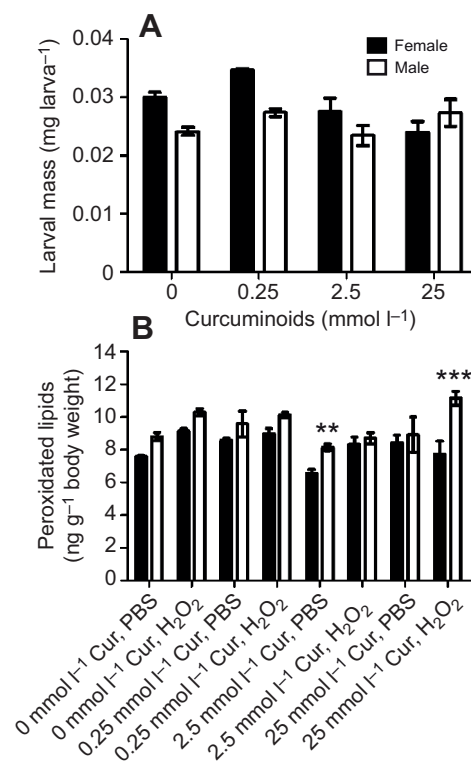 A
0.04
0.03
0.02
0.01
0
Larval mass (mg larva–1)
Female
Male
0 0.25 2.5 25
Curcuminoids (mmol l–1)
B
14
12
10
8
6
4
2
0
Peroxidated lipids
(ng g–1 body weight)
**
***
0 mmol l–1 Cur, PBS
0 mmol l–1 Cur, H2O2
0.25 mmol l–1 Cur, PBS
0.25 mmol l–1 Cur, H2O2
2.5 mmol l–1 Cur, PBS
2.5 mmol l–1 Cur, H2O2
25 mmol l–1 Cur, PBS
25 mmol l–1 Cur, H2O2